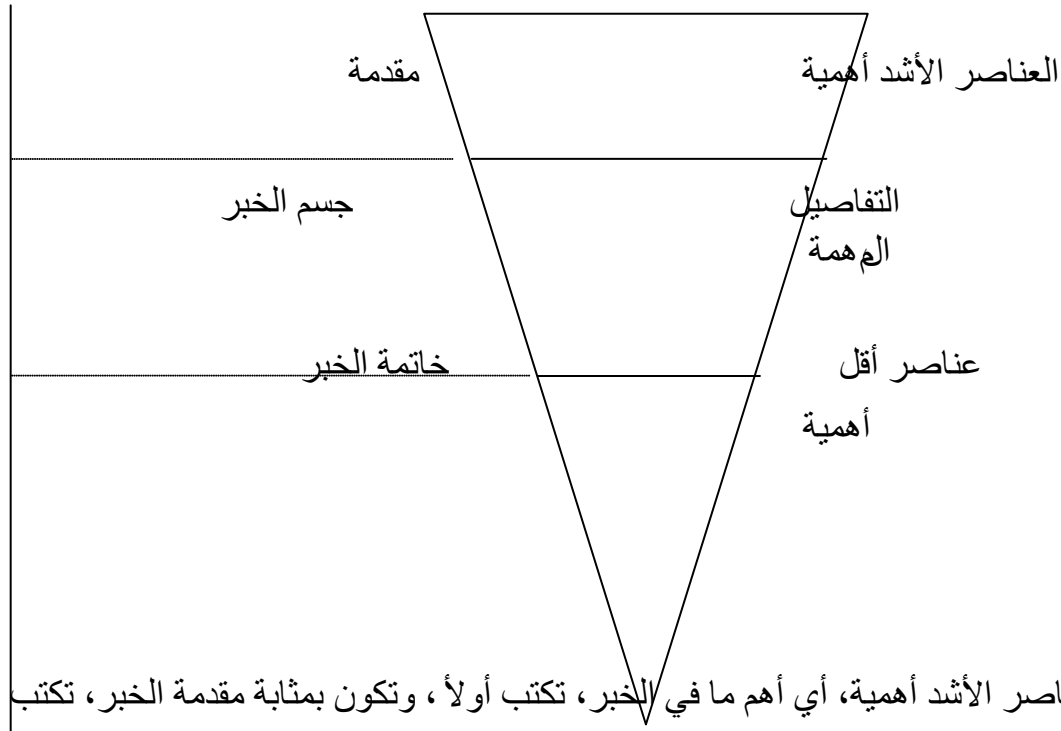 العناصر الأشد أهمية مقدمة
التفاصيل جسم الخبر
المهمة
عناصر أقل خاتمة الخبر
أهمية
اصر الأشد أهمية، أي أهم ما في الخبر، تكتب أولأ ، وتكون بمثابة مقدمة الخبر، تكتب